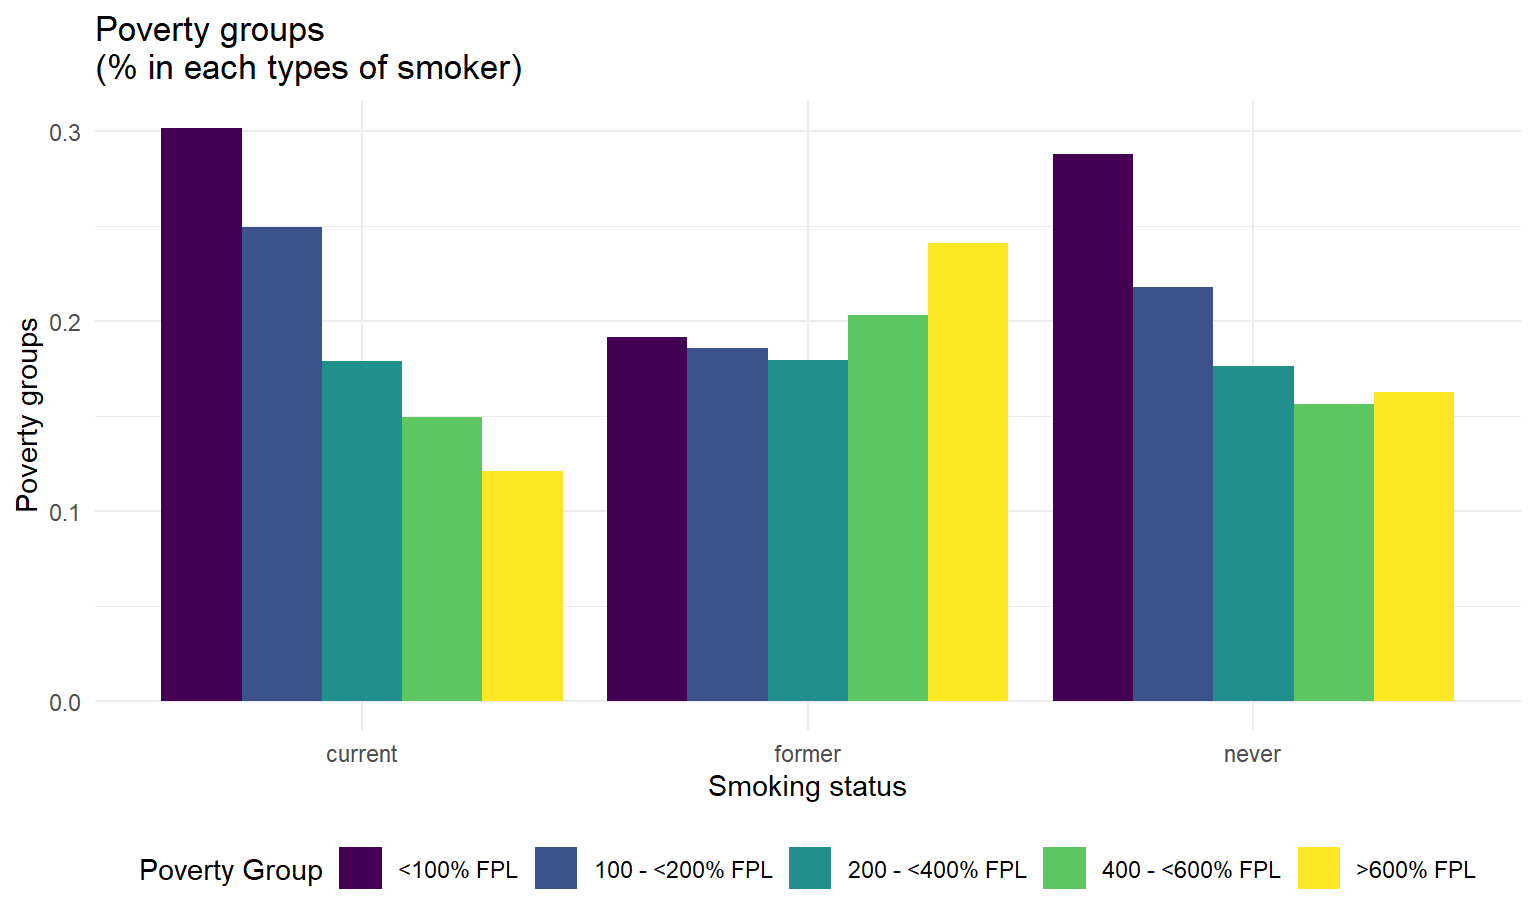 Poverty groups
(% in each types of smoker)
Poverty groups
0.3
0.2
0.1
0.0
current former never
Smoking status
Poverty Group <100% FPL 100 - <200% FPL 200 - <400% FPL 400 - <600% FPL >600% FPL